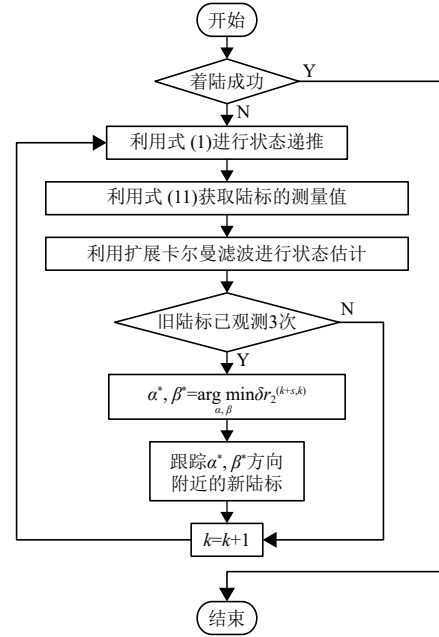 开始
着陆成功
Y
N
利用式 (1)进行状态递推
利用式 (11)获取陆标的测量值
利用扩展卡尔曼滤波进行状态估计
旧陆标已观测3次
N
Y
α*, β*=arg minδr₂⁽ᵏ⁺ˢ,ᵏ⁾
α, β
跟踪α*, β*方向
附近的新陆标
k=k+1
结束